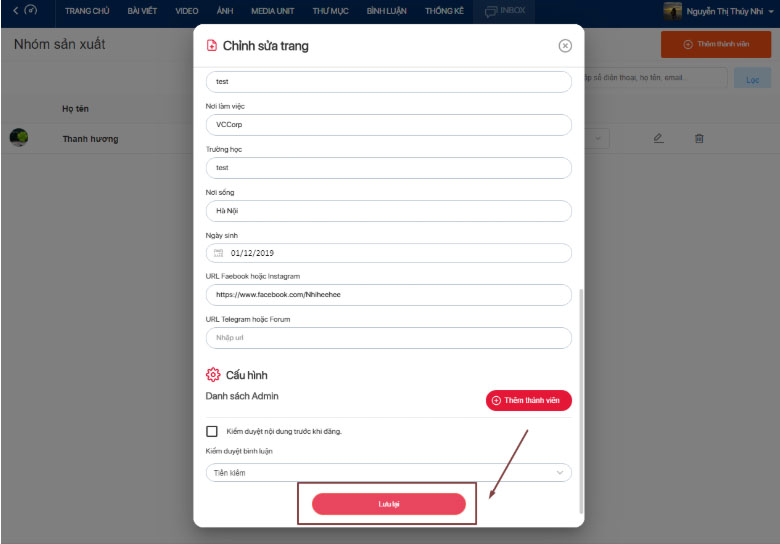 TRANG CHỦ BÀI VIẾT VIDEO ẢNH MEDIA UNIT THƯ MỤC BÌNH LUẬN THỐNG KÊ INBOX Nguyễn Thị Thúy Nhi
Nhóm sản xuất
Thêm thành viên
số điện thoại, họ tên, email.
Lọc
Họ tên
Thanh hương
Chỉnh sửa trang
test
Nơi làm việc
VCCorp
Trường học
test
Nơi sống
Hà Nội
Ngày sinh
01/12/2019
URL Faebook hoặc Instagram
https://www.facebook.com/Nhiheehee
URL Telegram hoặc Forum
Nhập url
Cấu hình
Danh sách Admin
Thêm thành viên
Kiểm duyệt nội dung trước khi đăng.
Kiểm duyệt bình luận
Tiền kiểm
Lưu lại